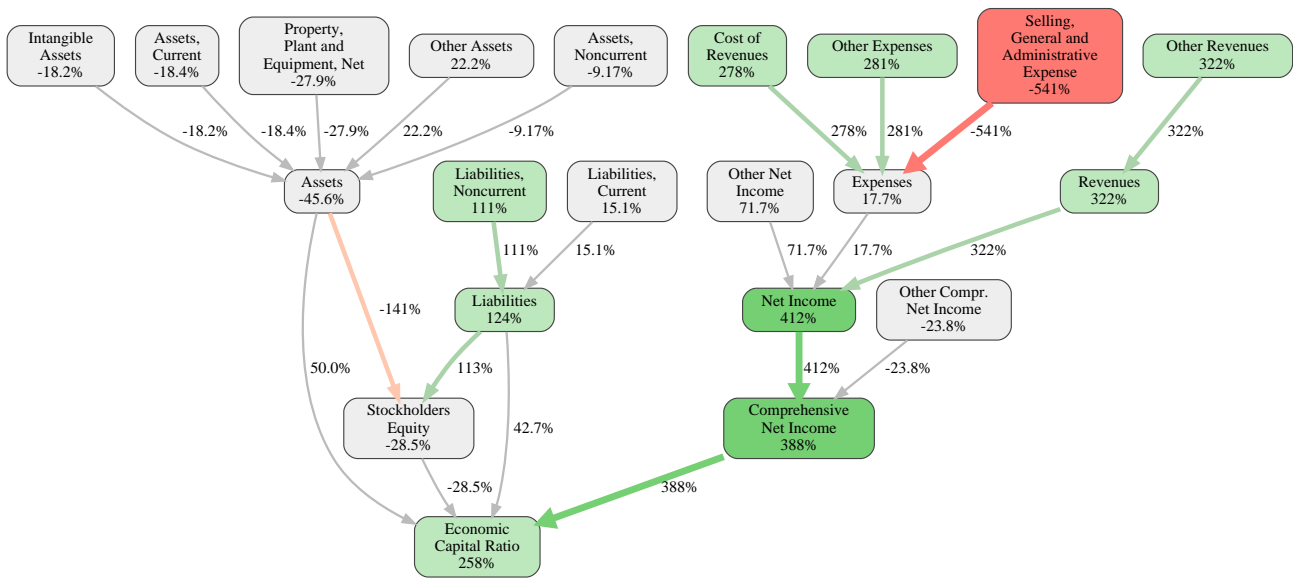 Intangible
Assets
-18.2%
Assets,
Current
-18.4%
Property,
Plant and
Equipment, Net
-27.9%
Other Assets
22.2%
Assets,
Noncurrent
-9.17%
Cost of
Revenues
278%
Other Expenses
281%
Selling,
General and
Administrative
Expense
-541%
Other Revenues
322%
-18.2%
-18.4%
-27.9%
22.2%
-9.17%
278%
281%
-541%
322%
Assets
-45.6%
Liabilities,
Noncurrent
111%
Liabilities,
Current
15.1%
Other Net
Income
71.7%
Expenses
17.7%
Revenues
322%
111%
15.1%
71.7%
17.7%
322%
-141%
Liabilities
124%
Net Income
412%
Other Compr.
Net Income
-23.8%
50.0%
113%
412%
-23.8%
Stockholders
Equity
-28.5%
42.7%
Comprehensive
Net Income
388%
-28.5%
388%
Economic
Capital Ratio
258%